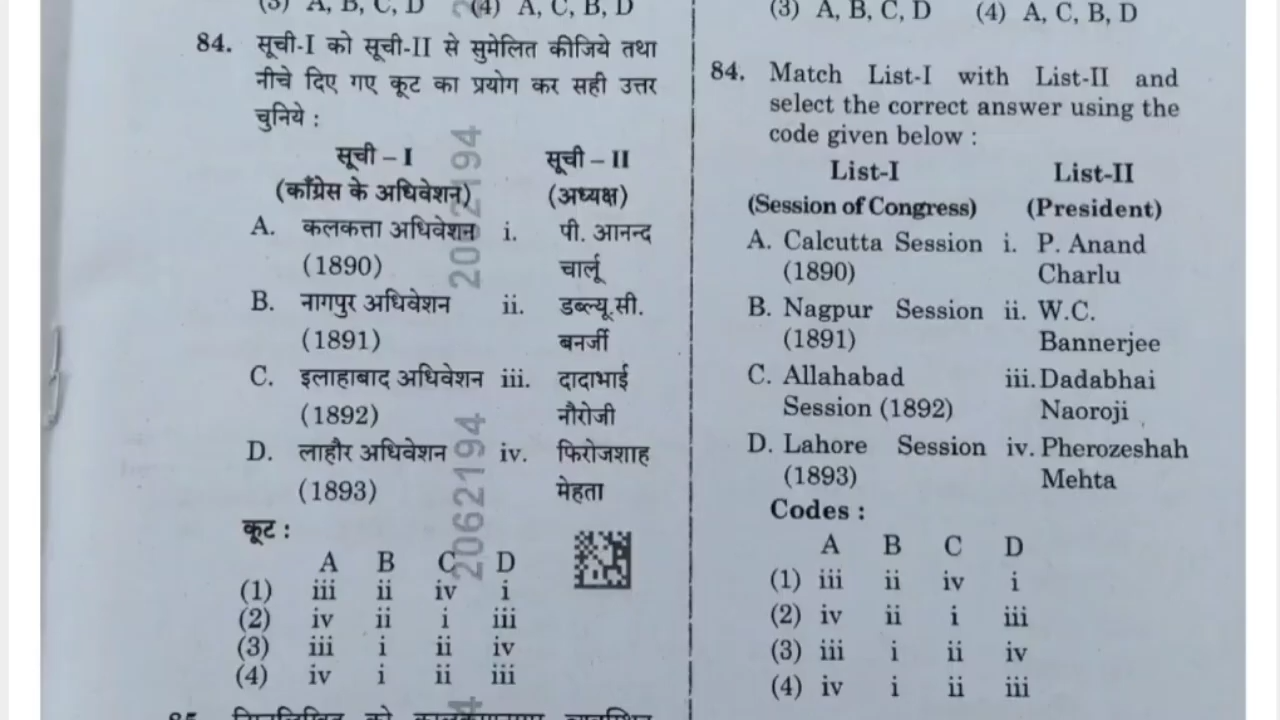 (3) A, B, C, D (4) A, C, B, D
84. सूची-I को सूची-II से सुमेलित कीजिये तथा
नीचे दिए गए कूट का प्रयोग कर सही उत्तर
चुनिये :
सूची – I सूची – II
(काँग्रेस के अधिवेशन) (अध्यक्ष)
A. कलकत्ता अधिवेशन i. पी. आनन्द
(1890) चार्लू
B. नागपुर अधिवेशन ii. डब्ल्यू.सी.
(1891) बनर्जी
C. इलाहाबाद अधिवेशन iii. दादाभाई
(1892) नौरोजी
D. लाहौर अधिवेशन iv. फिरोजशाह
(1893) मेहता
कूट :
A B C D
(1) iii ii iv i
(2) iv ii i iii
(3) iii i ii iv
(4) iv i ii iii
2062194
2062194
(3) A, B, C, D (4) A, C, B, D
84. Match List-I with List-II and
select the correct answer using the
code given below :
List-I List-II
(Session of Congress) (President)
A. Calcutta Session i. P. Anand
(1890) Charlu
B. Nagpur Session ii. W.C.
(1891) Bannerjee
C. Allahabad iii. Dadabhai
Session (1892) Naoroji
D. Lahore Session iv. Pherozeshah
(1893) Mehta
Codes :
A B C D
(1) iii ii iv i
(2) iv ii i iii
(3) iii i ii iv
(4) iv i ii iii